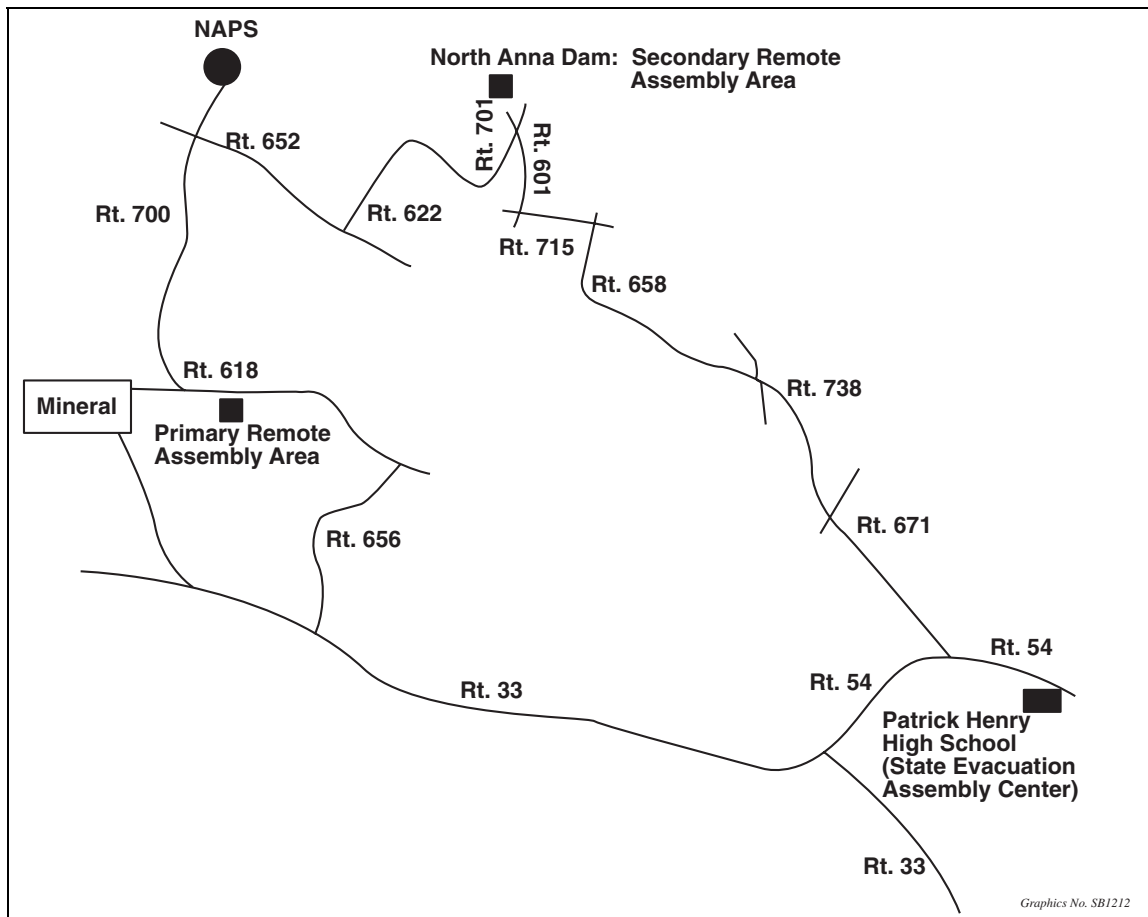 NAPS
North Anna Dam: Secondary Remote
Assembly Area
Rt. 652
Rt. 701
Rt. 601
Rt. 700
Rt. 622
Rt. 715
Rt. 658
Rt. 618
Mineral
Rt. 738
Primary Remote
Assembly Area
Rt. 671
Rt. 656
Rt. 54
Rt. 33
Rt. 54
Patrick Henry
High School
(State Evacuation
Assembly Center)
Rt. 33
Graphics No. SB1212